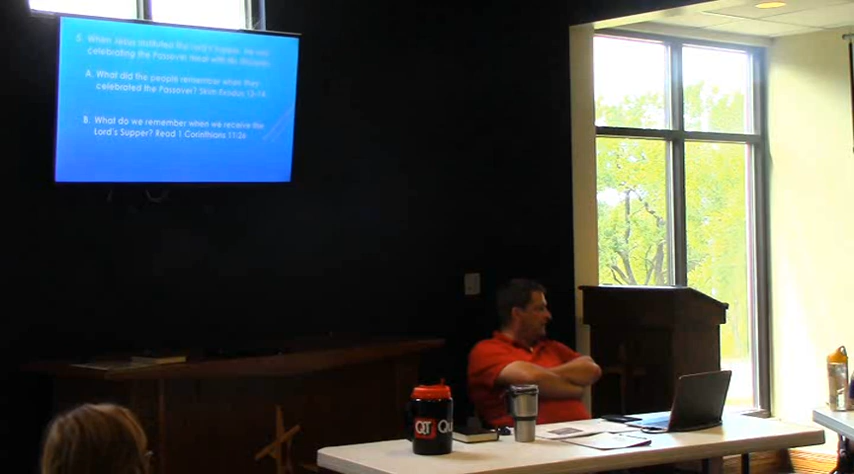 5. When Jesus instituted the Lord's Supper, He was
celebrating the Passover meal with His disciples.
A. What did the people remember when they
celebrated the Passover? Skim Exodus 12-14
B. What do we remember when we receive the
Lord's Supper? Read 1 Corinthians 11:26
QT Qu